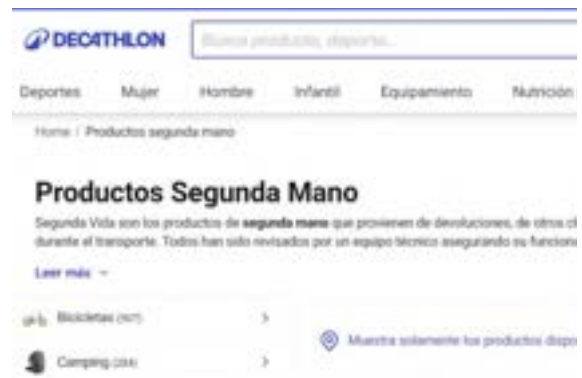 DECATHLON
Busca producto, deporte...
Deportes Mujer Hombre Infantil Equipamiento Nutrición
Home / Productos segunda mano
Productos Segunda Mano
Segunda Vida son los productos de segunda mano que provienen de devoluciones, de otros
durante el transporte. Todos han sido revisados por un equipo técnico asegurando su
Leer más
Bicicletas
Camping
Muestra solamente los productos